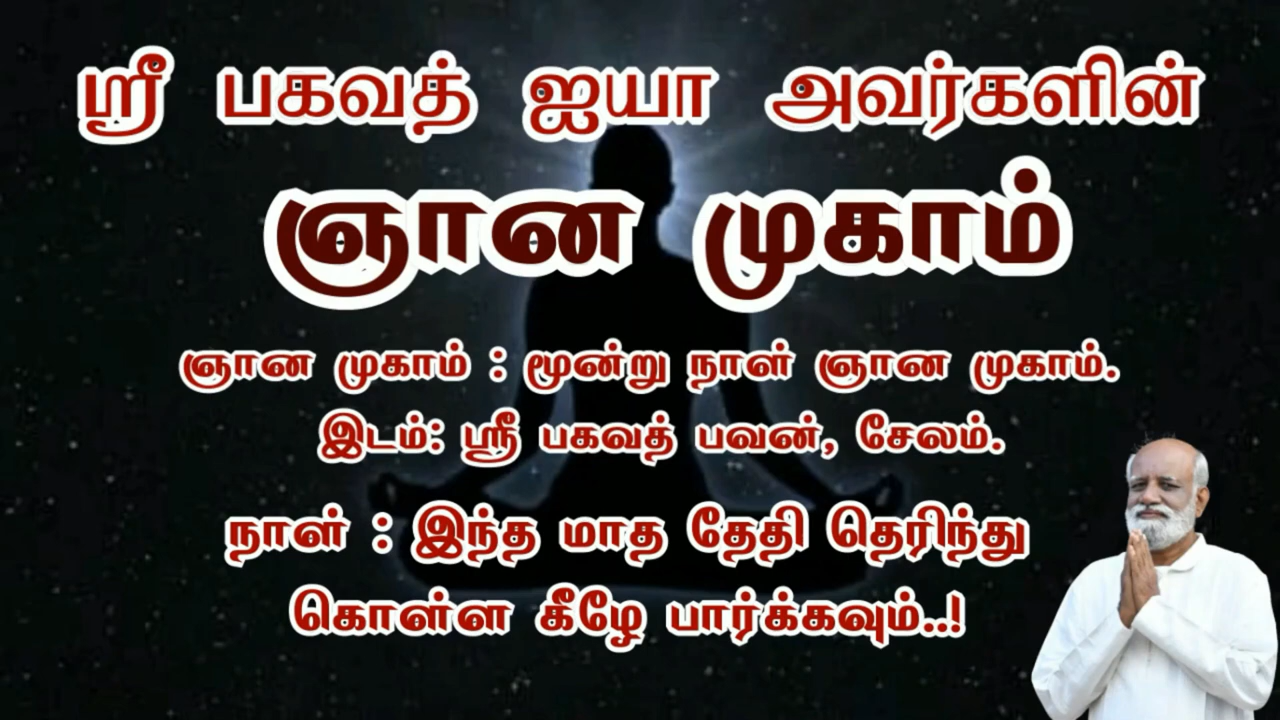 ஸ்ரீ பகவத் ஐயா அவர்களின்
ஞான முகாம்
ஞான முகாம் : மூன்று நாள் ஞான முகாம்.
இடம்: ஸ்ரீ பகவத் பவன், சேலம்.
நாள் : இந்த மாத தேதி தெரிந்து
கொள்ள கீழே பார்க்கவும்..!